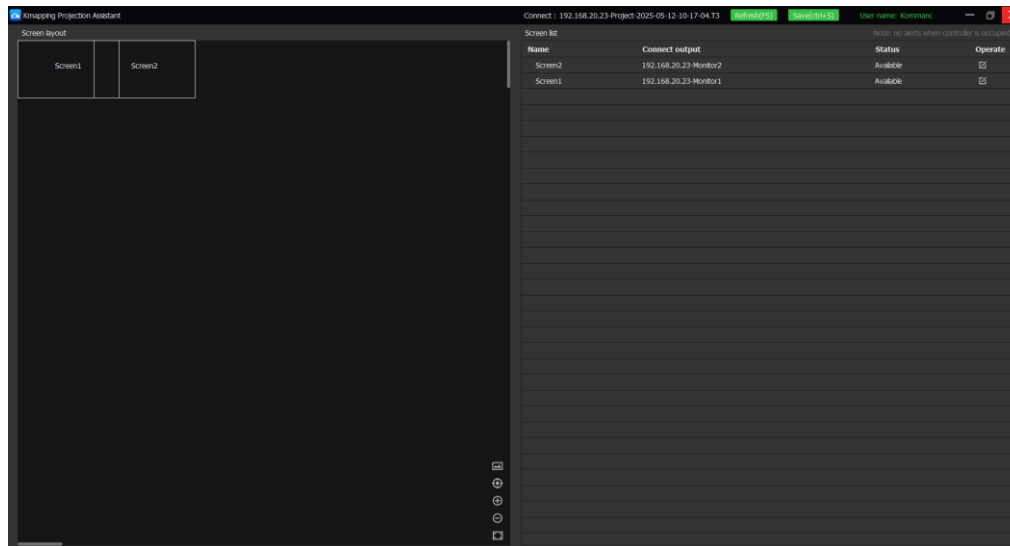 Kmapping Projection Assistant
Connect : 192.168.20.23-Project-2025-05-12-10-17-04.T3 Refresh(F5) Save(ctrl+S) User name: Kommanc
Screen layout
Screen list Note: no alerts when controller is occupied
Screen1 Screen2
Name Connect output Status Operate
Screen2 192.168.20.23-Monitor2 Available
Screen1 192.168.20.23-Monitor1 Available